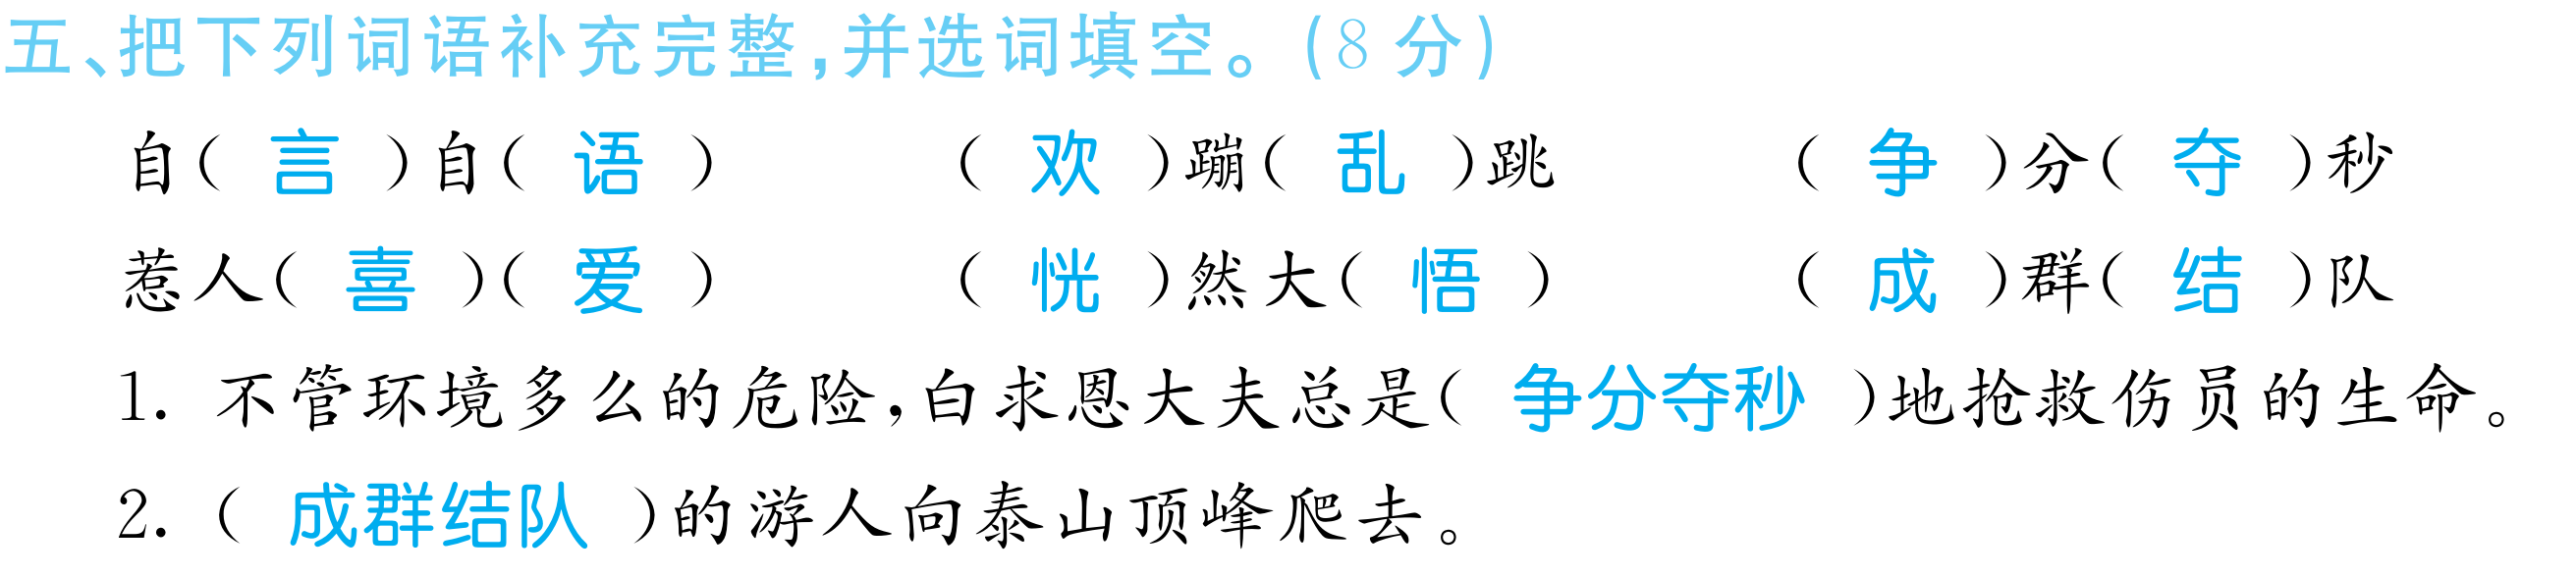 五、把下列词语补充完整,并选词填空。(8 分)
自( 言 )自( 语 ) ( 欢 )蹦( 乱 )跳 ( 争 )分( 夺 )秒
惹人( 喜 )( 爱 ) ( 恍 )然大( 悟 ) ( 成 )群( 结 )队
1. 不管环境多么的危险,白求恩大夫总是( 争分夺秒 )地抢救伤员的生命。
2. ( 成群结队 )的游人向泰山顶峰爬去。